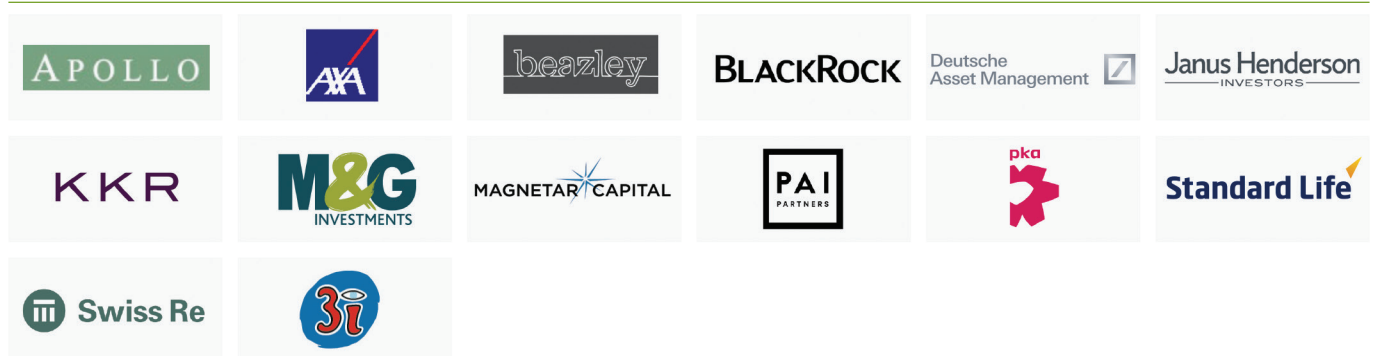 APOLLO
AXA
beazley
BLACKROCK
Deutsche
Asset Management
Janus Henderson
INVESTORS
KKR
M&G
INVESTMENTS
MAGNETAR CAPITAL
PAI
PARTNERS
pka
Standard Life
Swiss Re
3i